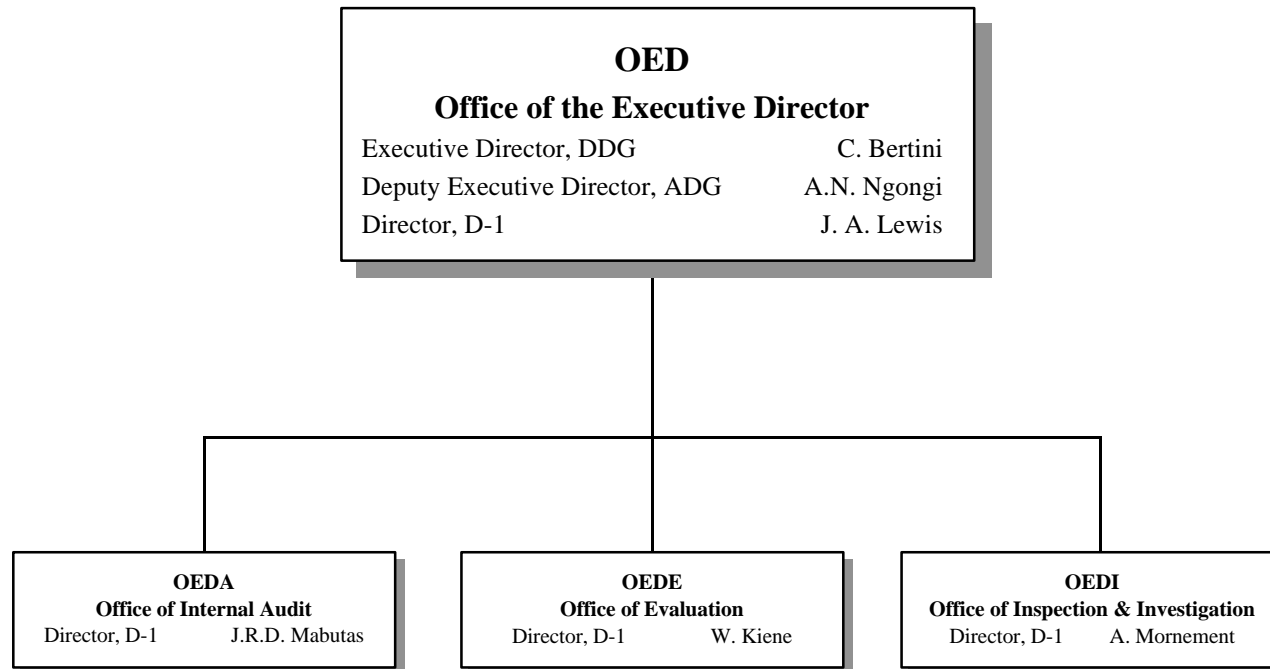 OED
Office of the Executive Director
Executive Director, DDG C. Bertini
Deputy Executive Director, ADG A.N. Ngongi
Director, D-1 J. A. Lewis
OEDA
Office of Internal Audit
Director, D-1 J.R.D. Mabutas
OEDE
Office of Evaluation
Director, D-1 W. Kiene
OEDI
Office of Inspection & Investigation
Director, D-1 A. Mornement